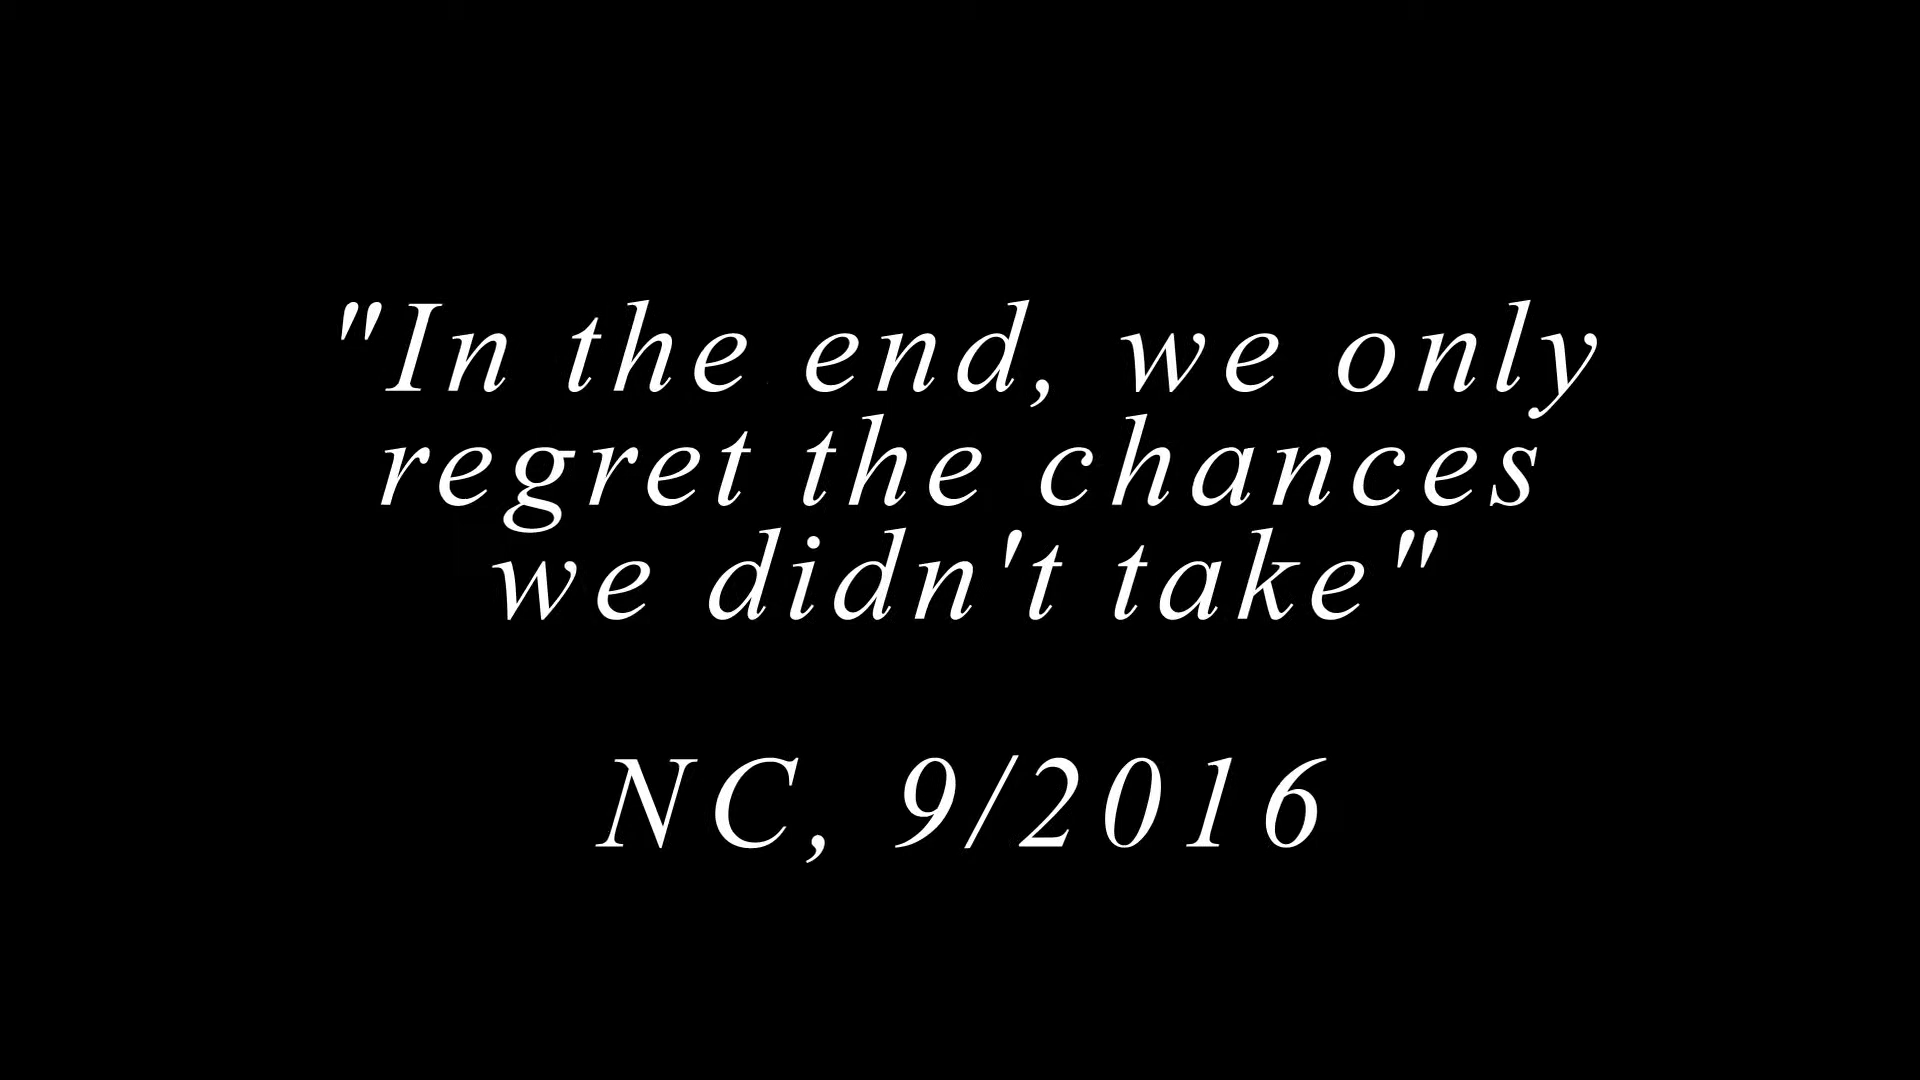 "In the end, we only
regret the chances
we didn't take"
NC, 9/2016